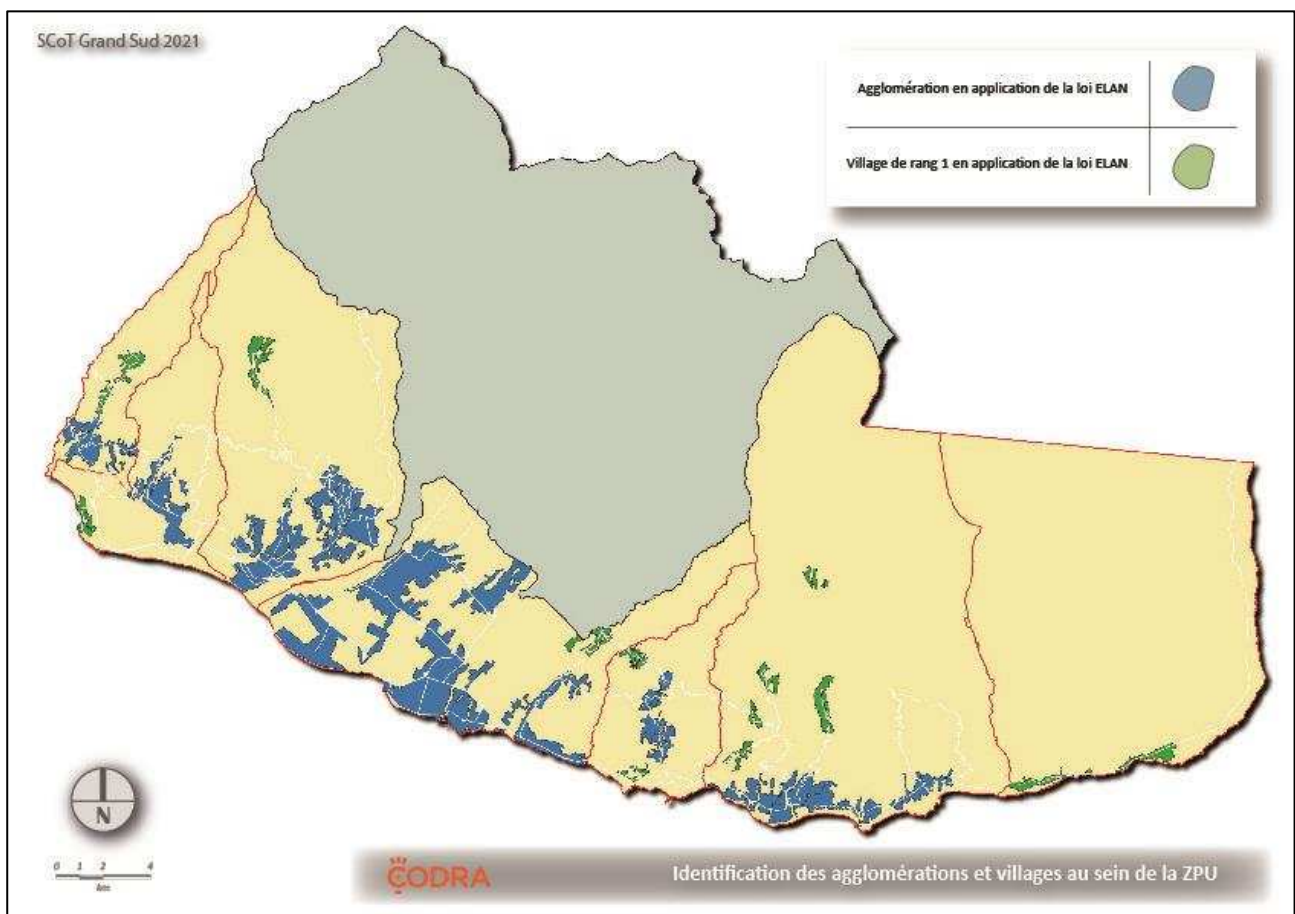 SCoT Grand Sud 2021
Agglomération en application de la loi ELAN
Village de rang 1 en application de la loi ELAN
N
0 1 2 4
km
CODRA
Identification des agglomérations et villages au sein de la ZPU